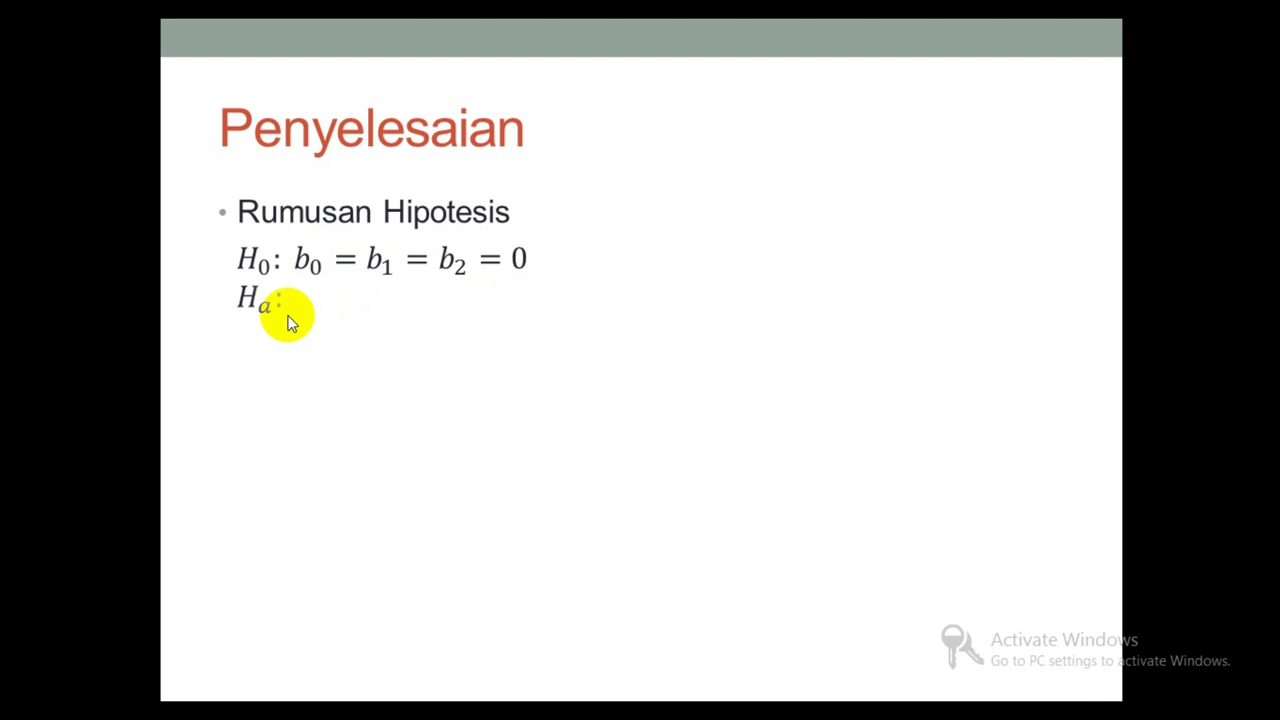 Penyelesaian
• Rumusan Hipotesis
H₀: b₀ = b₁ = b₂ = 0
Hₐ:
Activate Windows
Go to PC settings to activate Windows.